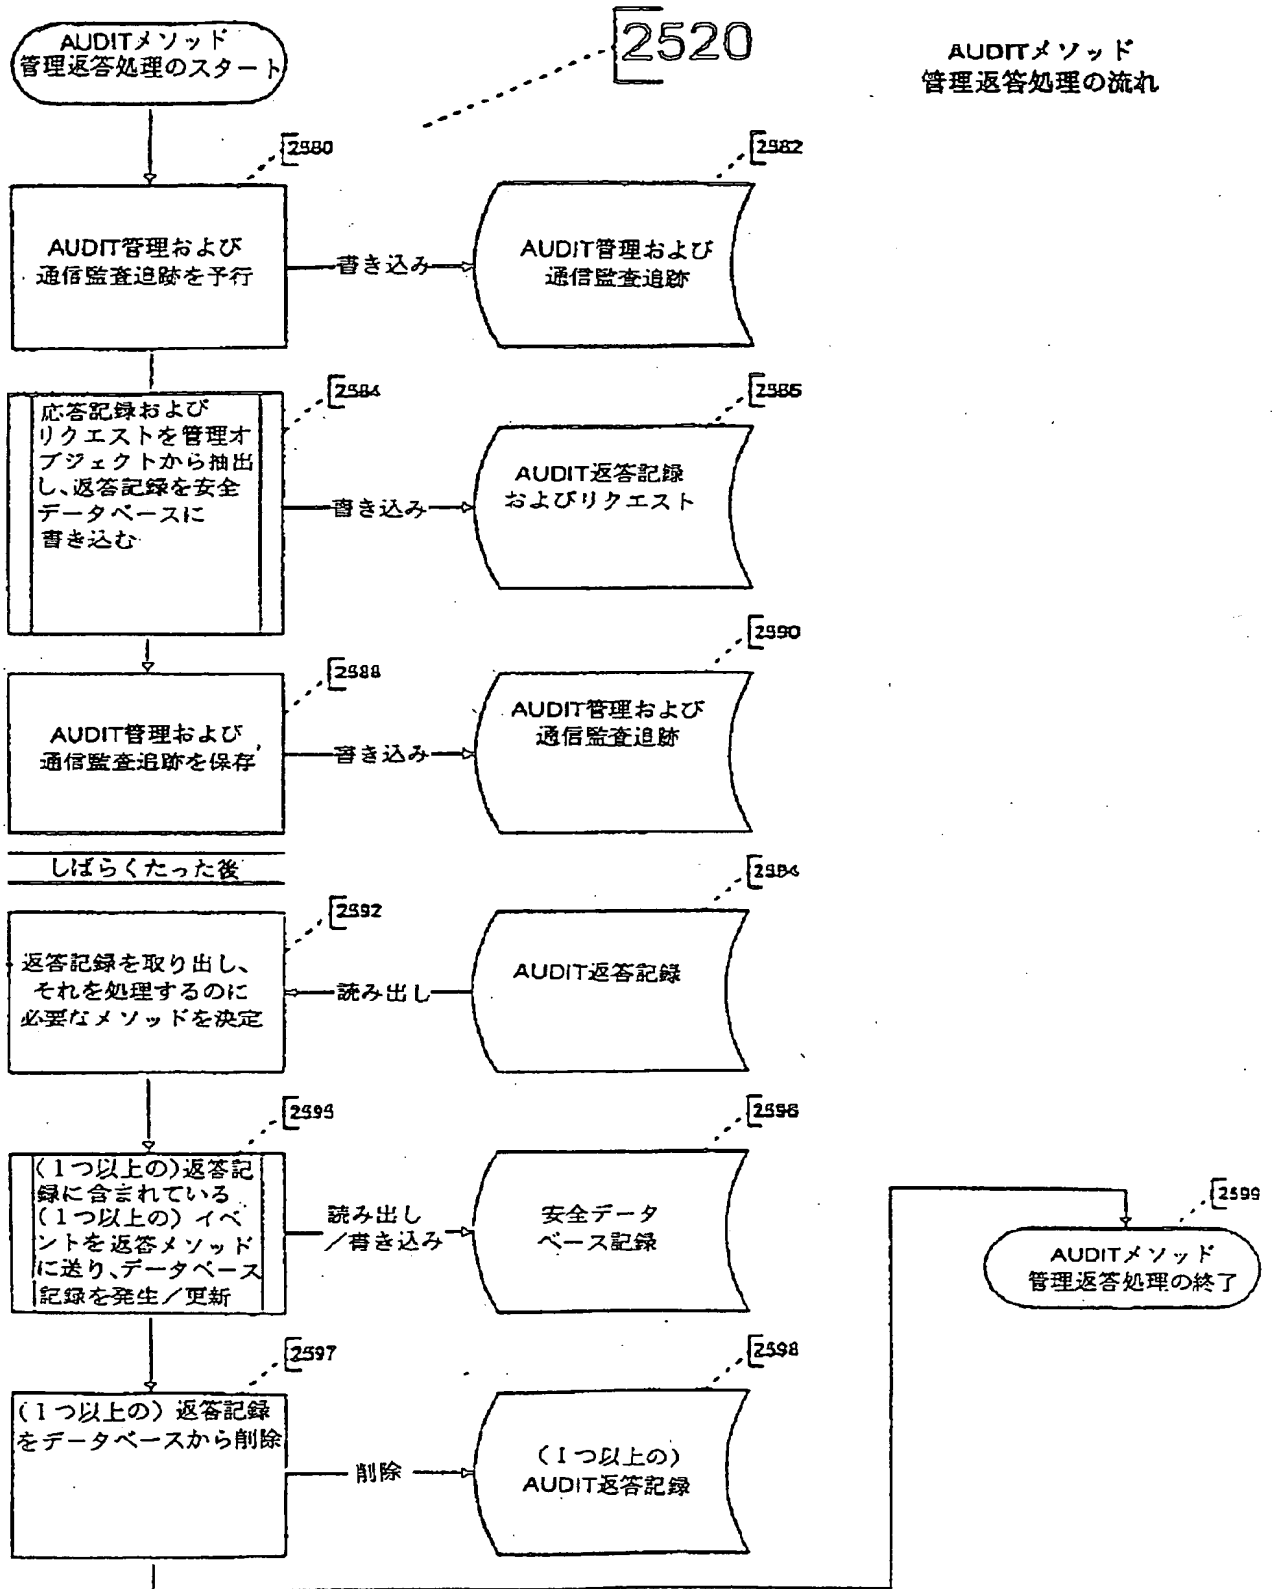 AUDITメソッド
管理返答処理のスタート
2520
AUDITメソッド
管理返答処理の流れ
2580
AUDIT管理および
通信監査追跡を予行
書き込み
2582
AUDIT管理および
通信監査追跡
2584
応答記録および
リクエストを管理オ
ブジェクトから抽出
し、返答記録を安全
データベースに
書き込む
書き込み
2586
AUDIT返答記録
およびリクエスト
2588
AUDIT管理および
通信監査追跡を保存
書き込み
2590
AUDIT管理および
通信監査追跡
しばらくたった後
2592
返答記録を取り出し、
それを処理するのに
必要なメソッドを決定
読み出し
2594
AUDIT返答記録
2595
(1つ以上の)返答記
録に含まれている
(1つ以上の)イベ
ントを返答メソッド
に送り、データベース
記録を発生/更新
読み出し
/書き込み
2596
安全データ
ベース記録
2597
(1つ以上の)返答記録
をデータベースから削除
削除
2598
(1つ以上の)
AUDIT返答記録
2599
AUDITメソッド
管理返答処理の終了